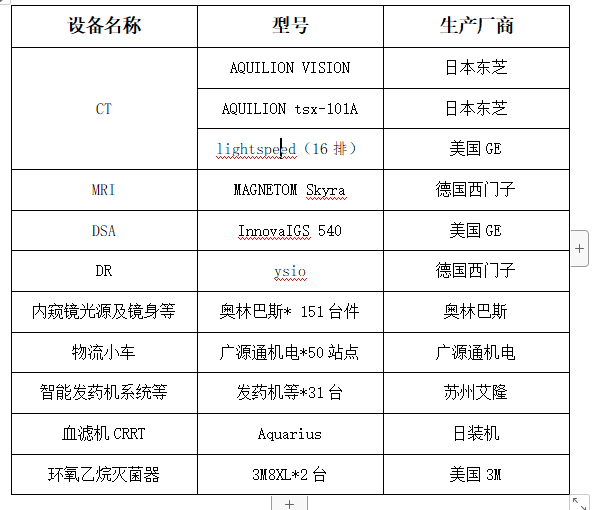 设备名称 型号 生产厂商
CT AQUILION VISION 日本东芝
AQUILION tsx-101A 日本东芝
lightspeed（16 排） 美国 GE
MRI MAGNETOM Skyra 德国西门子
DSA InnovaIGS 540 美国 GE
DR ysio 德国西门子
内窥镜光源及镜身等 奥林巴斯* 151 台件 奥林巴斯
物流小车 广源通机电*50 站点 广源通机电
智能发药机系统等 发药机等*31 台 苏州艾隆
血滤机 CRRT Aquarius 日装机
环氧乙烷灭菌器 3M8XL*2 台 美国 3M